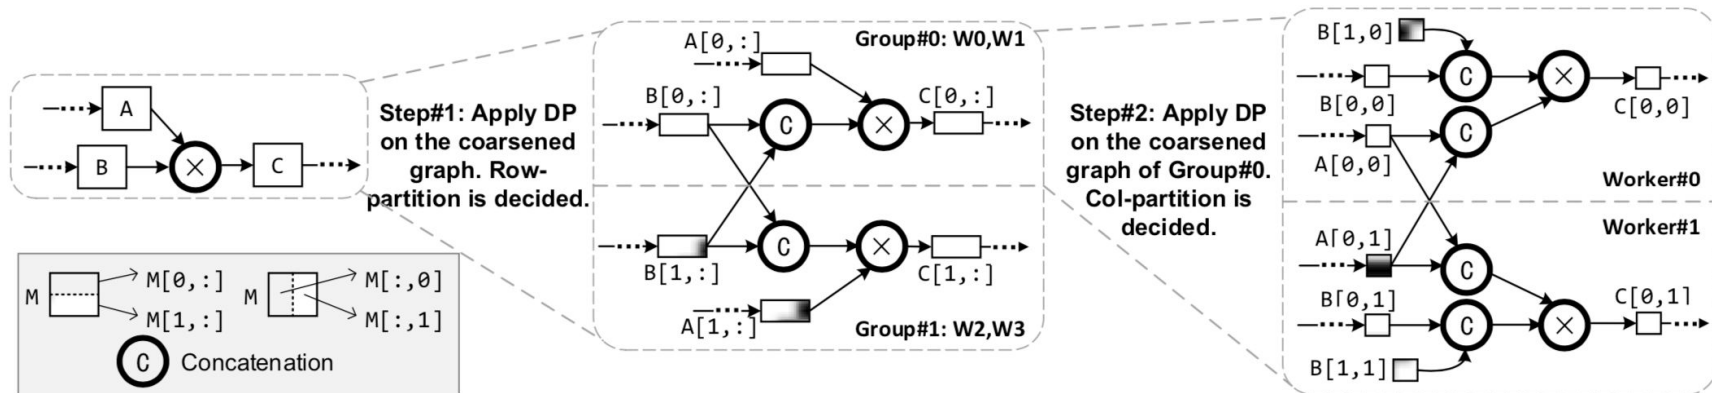 A
B
×
C
M
M[0,:]
M[1,:]
M
M[:,0]
M[:,1]
C Concatenation
Step#1: Apply DP
on the coarsened
graph. Row-
partition is decided.
Group#0: W0,W1
A[0,:]
B[0,:]
C
×
C[0,:]
B[1,:]
C
×
C[1,:]
A[1,:]
Group#1: W2,W3
Step#2: Apply DP
on the coarsened
graph of Group#0.
Col-partition is
decided.
B[1,0]
C
×
B[0,0]
C[0,0]
C
A[0,0]
Worker#0
Worker#1
A[0,1]
C
B[0,1]
C
×
C[0,1]
B[1,1]